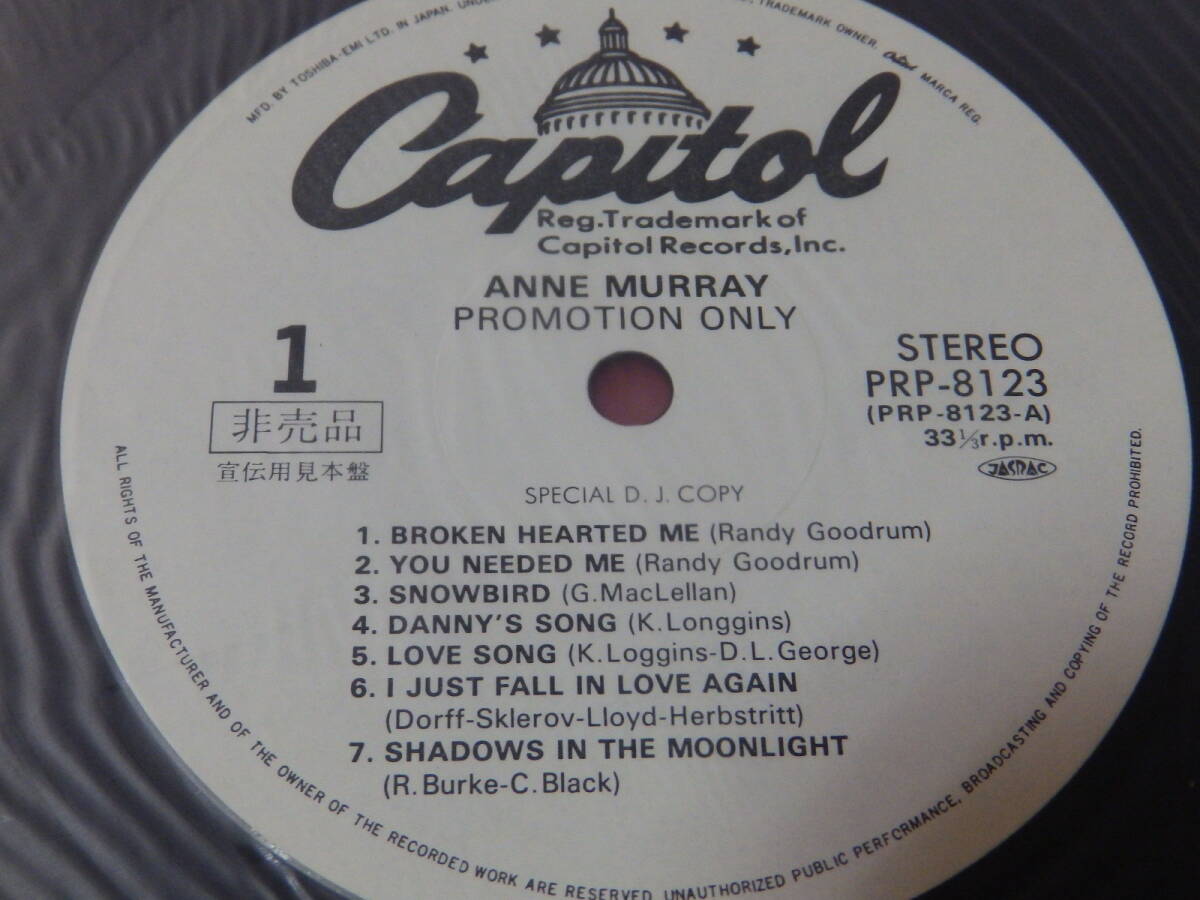 MFD. BY TOSHIBA-EMI LTD. IN JAPAN. TRADEMARK OWNER. Capitol MARCA REG.
Capitol
Reg.Trademark of
Capitol Records,Inc.
ANNE MURRAY
PROMOTION ONLY
1
非売品
宣伝用見本盤
STEREO
PRP-8123
(PRP-8123-A)
33⅓r.p.m.
JASRAC
SPECIAL D. J. COPY
1. BROKEN HEARTED ME (Randy Goodrum)
2. YOU NEEDED ME (Randy Goodrum)
3. SNOWBIRD (G.MacLellan)
4. DANNY'S SONG (K.Longgins)
5. LOVE SONG (K.Loggins-D.L.George)
6. I JUST FALL IN LOVE AGAIN
(Dorff-Sklerov-Lloyd-Herbstritt)
7. SHADOWS IN THE MOONLIGHT
(R.Burke-C.Black)
ALL RIGHTS OF THE MANUFACTURER AND OF THE OWNER OF THE RECORDED WORK ARE RESERVED. UNAUTHORIZED PUBLIC PERFORMANCE, BROADCASTING AND COPYING OF THE RECORD PROHIBITED.